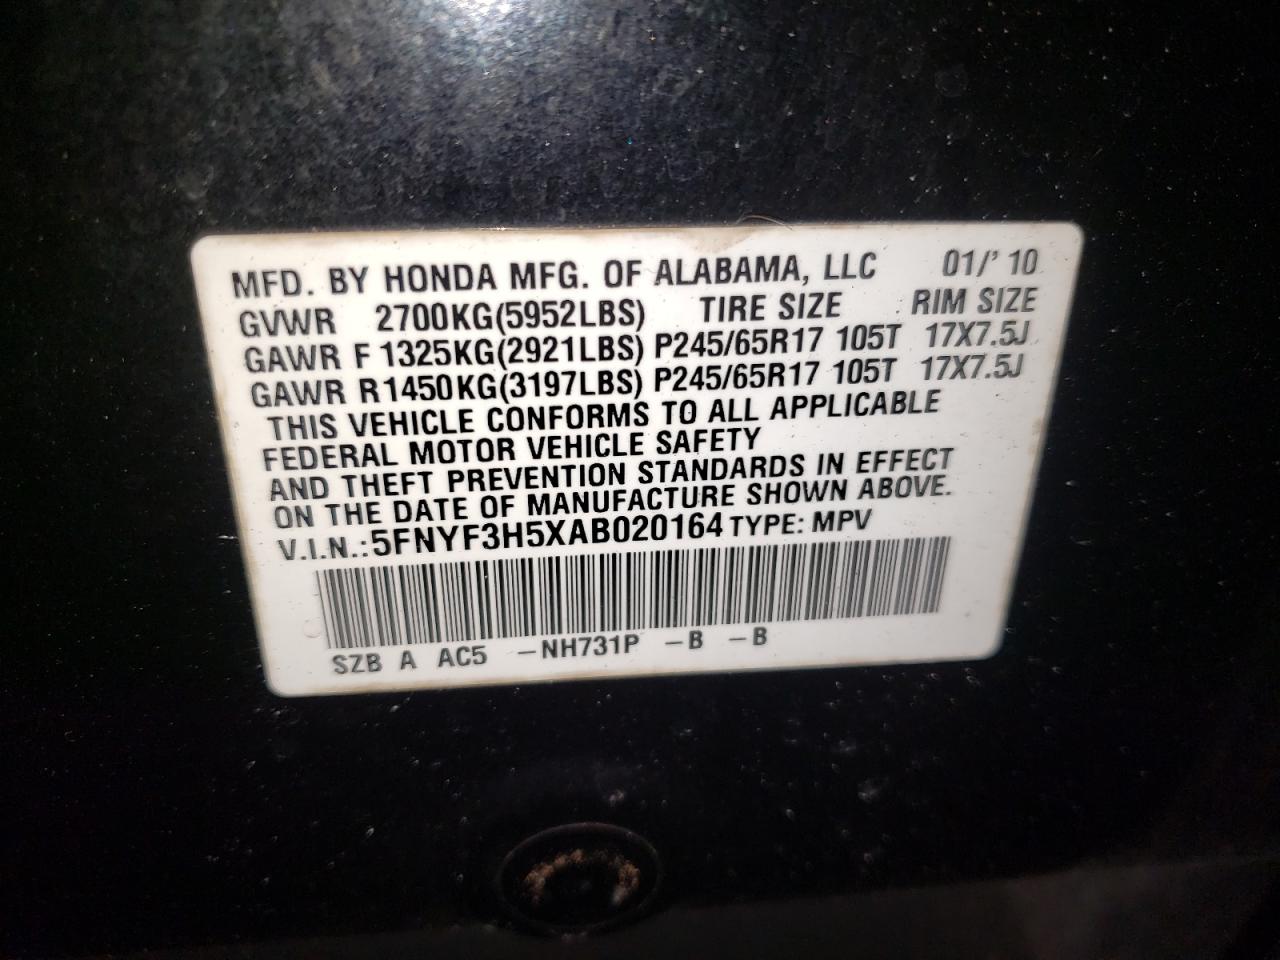 MFD. BY HONDA MFG. OF ALABAMA, LLC 01/'10
GVWR 2700KG(5952LBS) TIRE SIZE RIM SIZE
GAWR F 1325KG(2921LBS) P245/65R17 105T 17X7.5J
GAWR R1450KG(3197LBS) P245/65R17 105T 17X7.5J
THIS VEHICLE CONFORMS TO ALL APPLICABLE
FEDERAL MOTOR VEHICLE SAFETY
AND THEFT PREVENTION STANDARDS IN EFFECT
ON THE DATE OF MANUFACTURE SHOWN ABOVE.
V.I.N.:5FNYF3H5XAB020164 TYPE: MPV
SZB A AC5 -NH731P -B -B